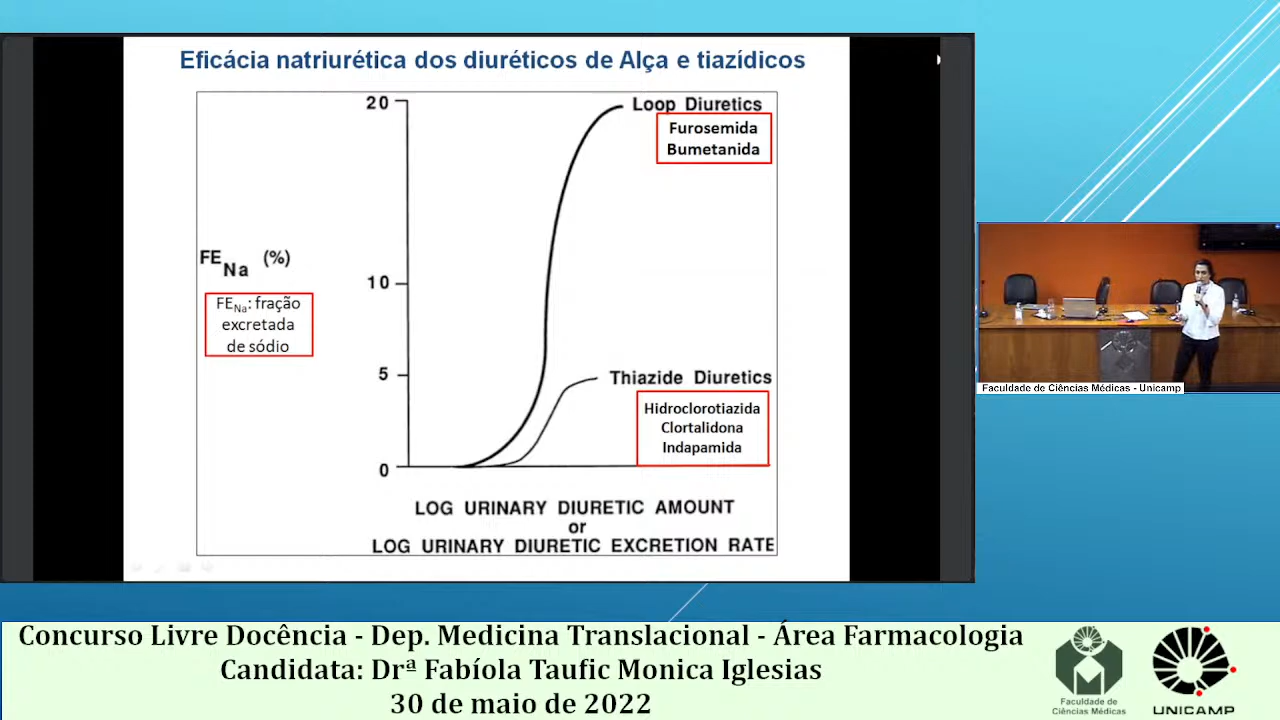 Eficácia natriurética dos diuréticos de Alça e tiazídicos
20
Loop Diuretics
Furosemida
Bumetanida
FE Na (%)
10
FENa: fração
excretada
de sódio
5
Thiazide Diuretics
Hidroclorotiazida
Clortalidona
Indapamida
0
LOG URINARY DIURETIC AMOUNT
or
LOG URINARY DIURETIC EXCRETION RATE
Faculdade de Ciências Médicas - Unicamp
Concurso Livre Docência - Dep. Medicina Translacional - Área Farmacologia
Candidata: Drª Fabíola Taufic Monica Iglesias
30 de maio de 2022
Faculdade de
Ciências Médicas
UNICAMP